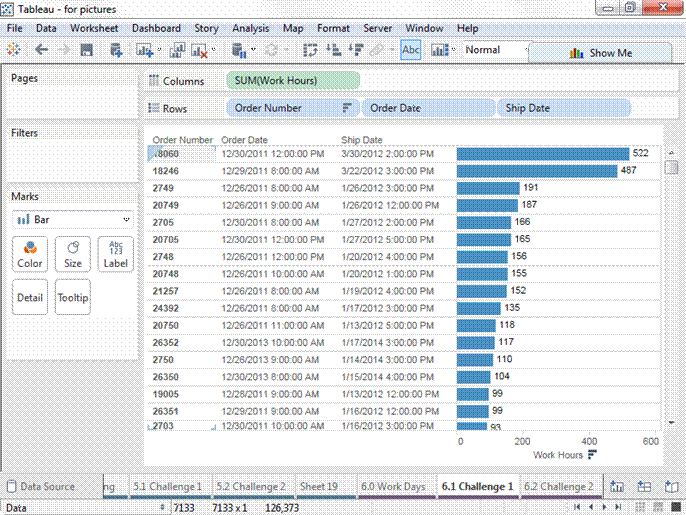 Tableau - for pictures
File Data Worksheet Dashboard Story Analysis Map Format Server Window Help
Abc Normal Show Me
Pages
Columns SUM(Work Hours)
Rows Order Number Order Date Ship Date
Filters
Order Number Order Date Ship Date
18060 12/30/2011 12:00:00 PM 3/30/2012 2:00:00 PM 522
18246 12/29/2011 8:00:00 AM 3/22/2012 3:00:00 PM 487
2749 12/26/2011 8:00:00 AM 1/26/2012 3:00:00 PM 191
20749 12/26/2011 9:00:00 AM 1/26/2012 12:00:00 PM 187
2705 12/30/2011 8:00:00 AM 1/27/2012 2:00:00 PM 166
20705 12/30/2011 12:00:00 PM 1/27/2012 5:00:00 PM 165
2748 12/26/2011 12:00:00 PM 1/20/2012 4:00:00 PM 156
20748 12/26/2011 10:00:00 AM 1/20/2012 1:00:00 PM 155
21257 12/26/2011 8:00:00 AM 1/19/2012 4:00:00 PM 152
24392 12/26/2011 8:00:00 AM 1/17/2012 3:00:00 PM 135
20750 12/26/2011 11:00:00 AM 1/13/2012 5:00:00 PM 118
26352 12/30/2013 10:00:00 AM 1/17/2014 3:00:00 PM 117
2750 12/26/2013 9:00:00 AM 1/14/2014 3:00:00 PM 110
26350 12/30/2013 8:00:00 AM 1/15/2014 4:00:00 PM 104
19005 12/28/2011 9:00:00 AM 1/13/2012 12:00:00 PM 99
26351 12/29/2011 9:00:00 AM 1/16/2012 12:00:00 PM 99
2703 12/30/2011 10:00:00 AM 1/16/2012 3:00:00 PM 93
Marks
Bar
Color Size Abc 123 Label
Detail Tooltip
0 200 400 600
Work Hours
Data Source ng 5.1 Challenge 1 5.2 Challenge 2 Sheet 19 6.0 Work Days 6.1 Challenge 1 6.2 Challenge 2
Data 7133 7133 x 1 126,373